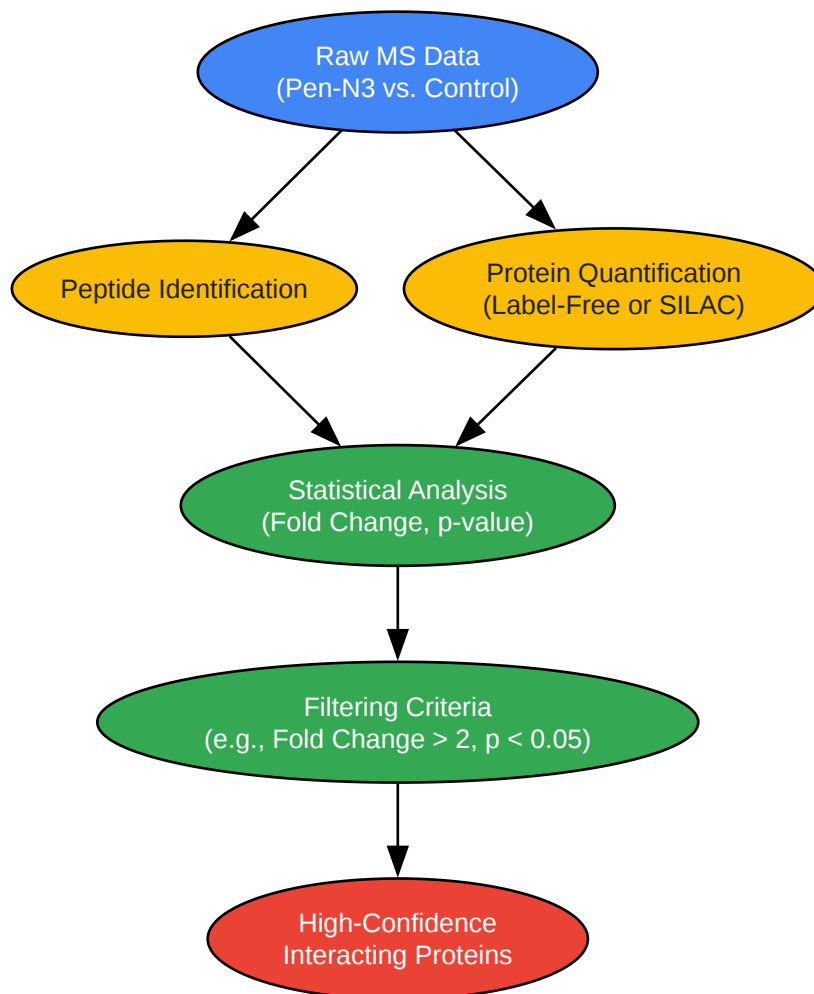 Raw MS Data
(Pen-N3 vs. Control)
Peptide Identification
Protein Quantification
(Label-Free or SILAC)
Statistical Analysis
(Fold Change, p-value)
Filtering Criteria
(e.g., Fold Change > 2, p < 0.05)
High-Confidence
Interacting Proteins